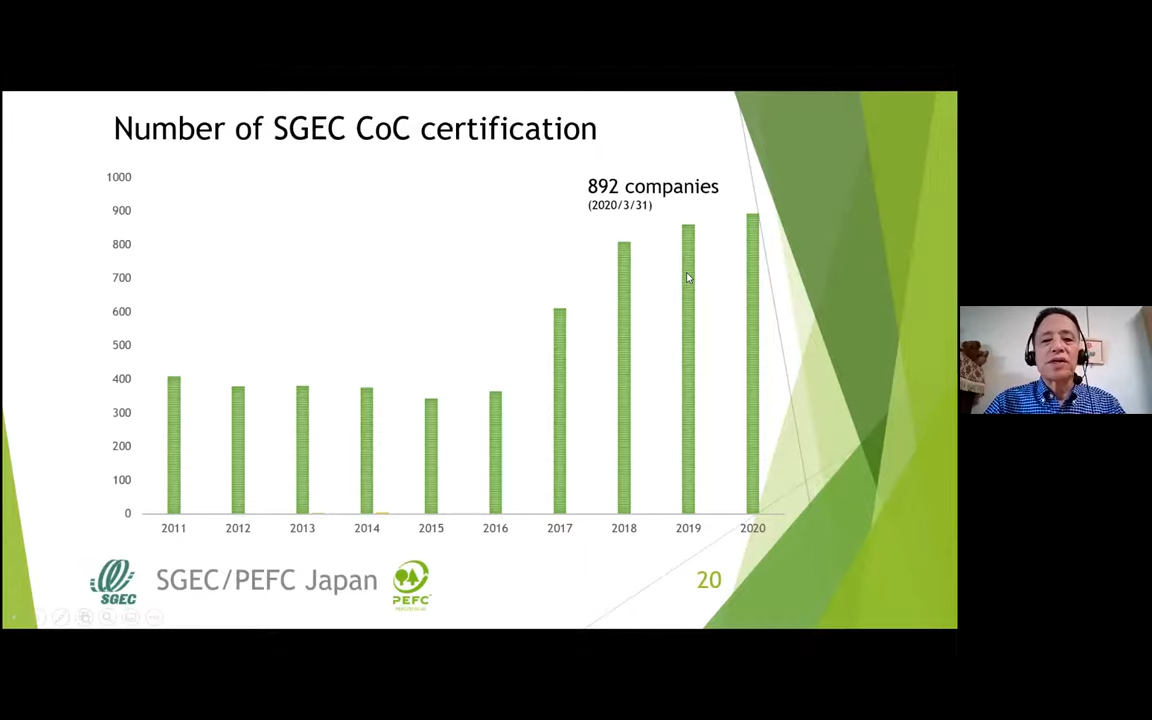 Number of SGEC CoC certification
892 companies
(2020/3/31)
1000
900
800
700
600
500
400
300
200
100
0
2011 2012 2013 2014 2015 2016 2017 2018 2019 2020
SGEC
SGEC/PEFC Japan
PEFC
20